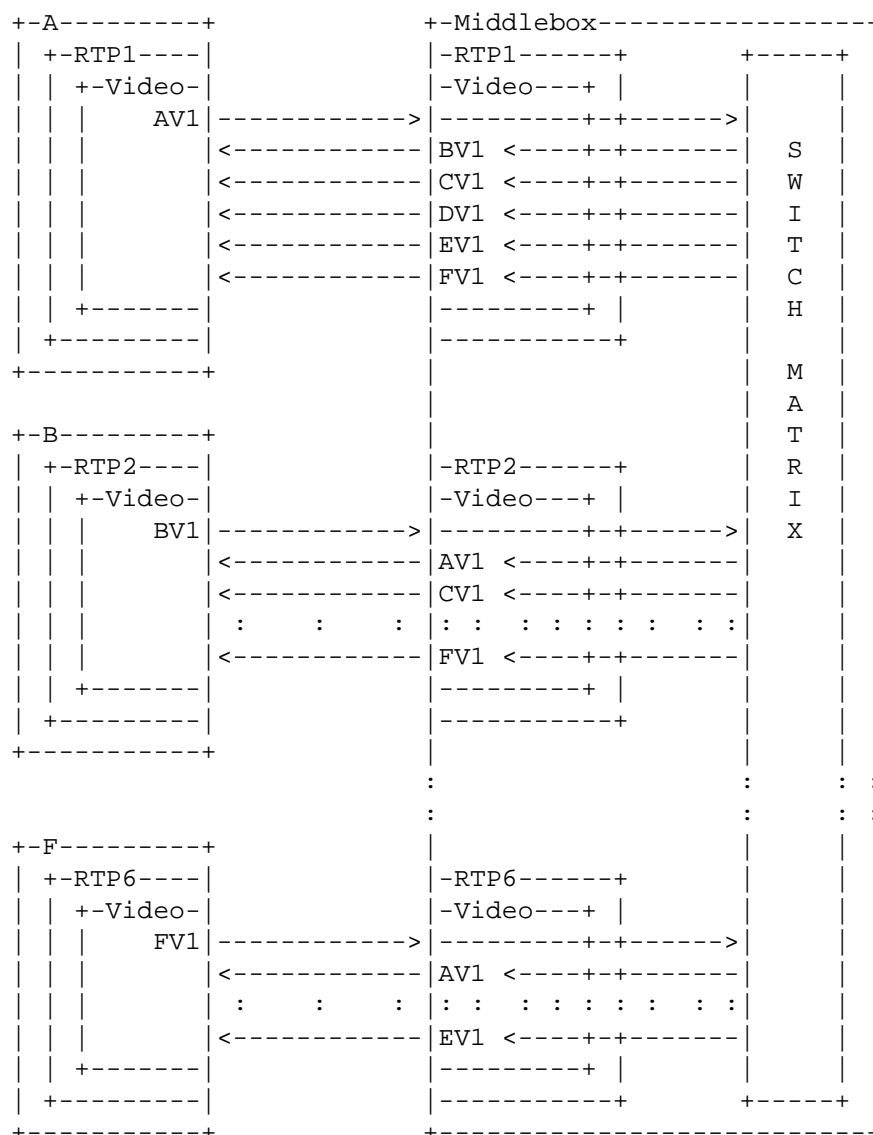 +-A---------+             +-Middlebox-----------------
| +-RTP1----|             |-RTP1------+       +-----+
| | +-Video-|             |-Video---+ |       |     |
| | |    AV1|------------>|---------+-+------>|     |
| | |       |<------------|BV1 <----+-+-------|  S  |
| | |       |<------------|CV1 <----+-+-------|  W  |
| | |       |<------------|DV1 <----+-+-------|  I  |
| | |       |<------------|EV1 <----+-+-------|  T  |
| | |       |<------------|FV1 <----+-+-------|  C  |
| | +-------|             |---------+ |       |  H  |
| +---------|             |-----------+       |     |
+-----------+             |                   |  M  |
                          |                   |  A  |
+-B---------+             |                   |  T  |
| +-RTP2----|             |-RTP2------+       |  R  |
| | +-Video-|             |-Video---+ |       |  I  |
| | |    BV1|------------>|---------+-+------>|  X  |
| | |       |<------------|AV1 <----+-+-------|     |
| | |       |<------------|CV1 <----+-+-------|     |
| | |       | :    :    : |: :  : : : : :  : :|     |
| | |       |<------------|FV1 <----+-+-------|     |
| | +-------|             |---------+ |       |     |
| +---------|             |-----------+       |     |
+-----------+             |                   |     |
                          :                   :     : :
                          :                   :     : :
+-F---------+             |                   |     |
| +-RTP6----|             |-RTP6------+       |     |
| | +-Video-|             |-Video---+ |       |     |
| | |    FV1|------------>|---------+-+------>|     |
| | |       |<------------|AV1 <----+-+-------|     |
| | |       | :    :    : |: :  : : : : :  : :|     |
| | |       |<------------|EV1 <----+-+-------|     |
| | +-------|             |---------+ |       |     |
| +---------|             |-----------+       +-----+
+-----------+             +---------------------------